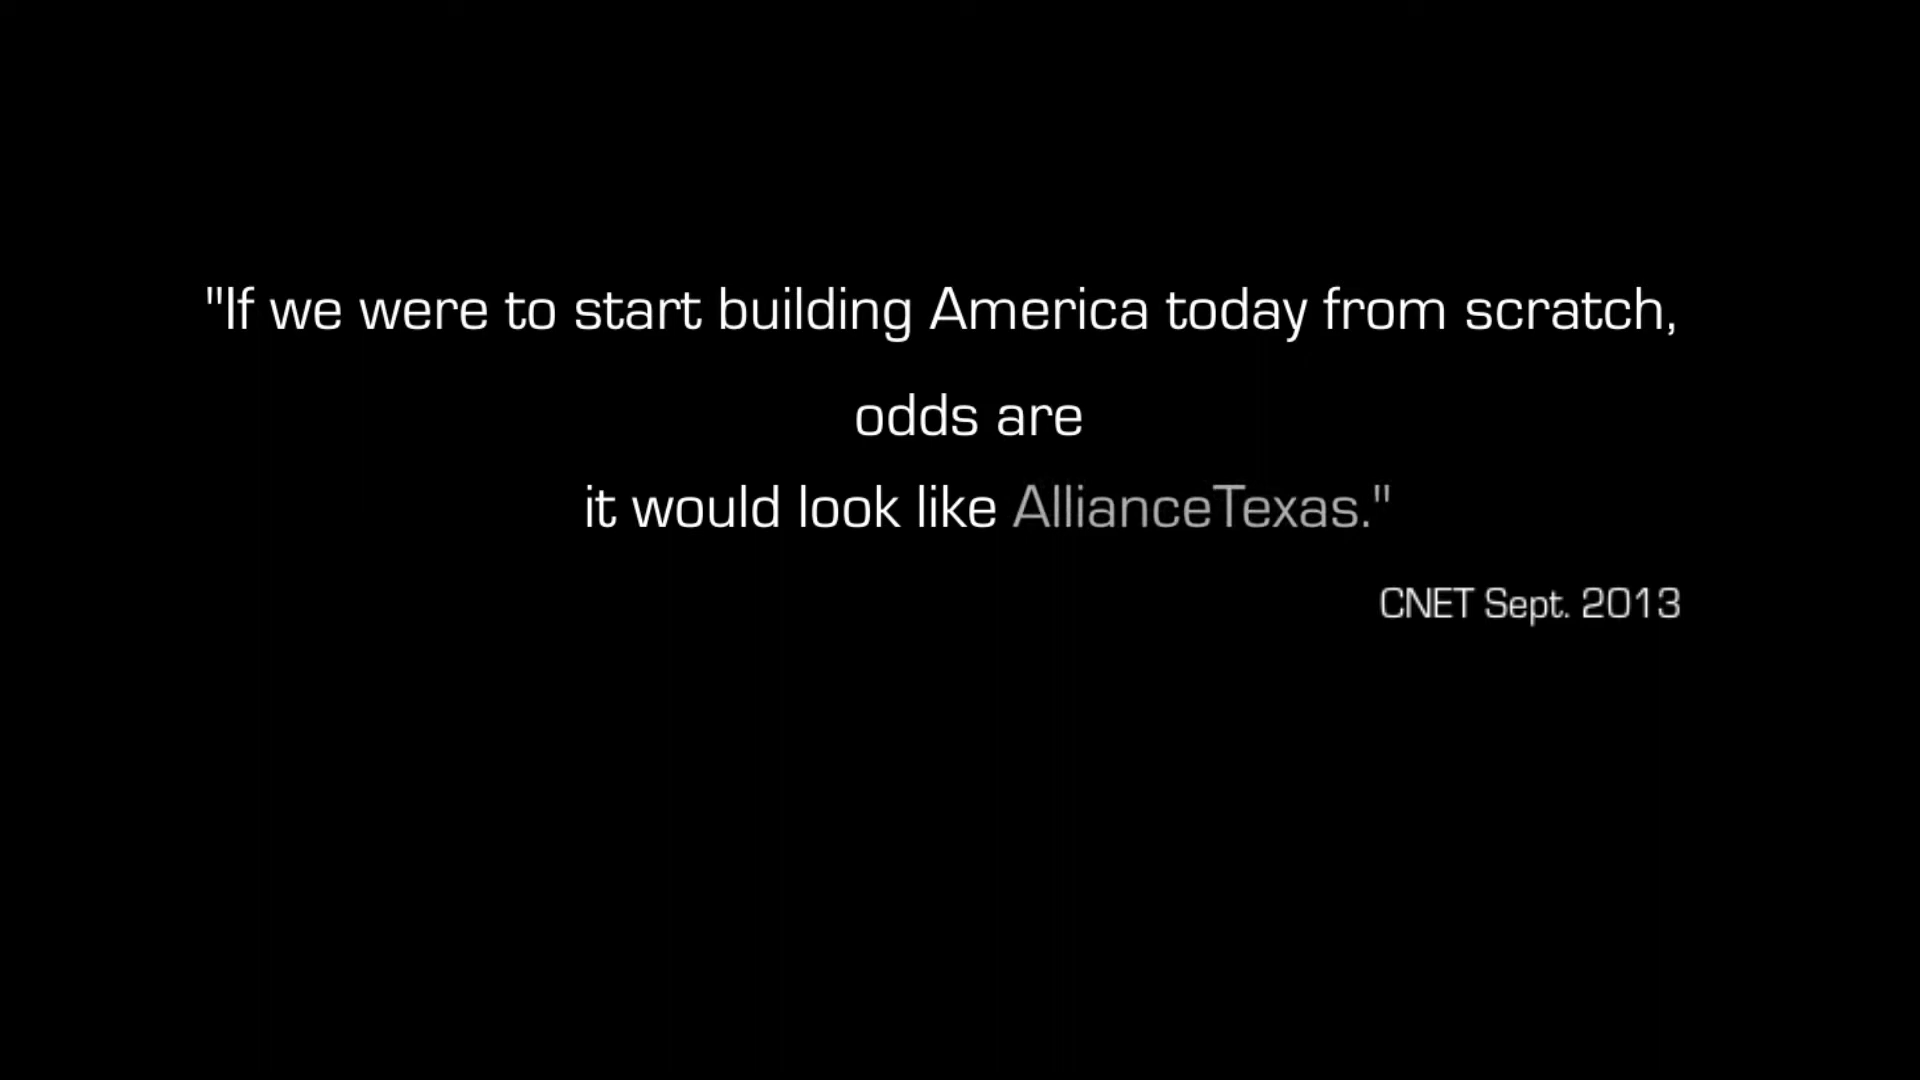 "If we were to start building America today from scratch,
odds are
it would look like AllianceTexas."
CNET Sept. 2013